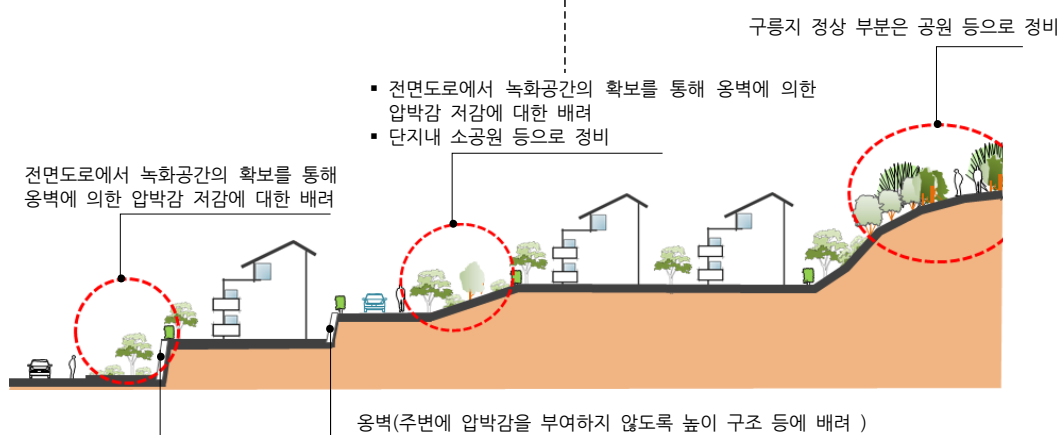 구릉지 정상 부분은 공원 등으로 정비
▪ 전면도로에서 녹화공간의 확보를 통해 옹벽에 의한
압박감 저감에 대한 배려
▪ 단지내 소공원 등으로 정비
전면도로에서 녹화공간의 확보를 통해
옹벽에 의한 압박감 저감에 대한 배려
옹벽(주변에 압박감을 부여하지 않도록 높이 구조 등에 배려 )